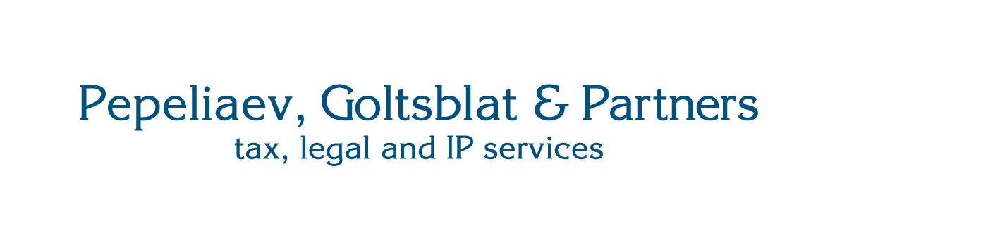 Pepeliaev, Goltsblat & Partners
tax, legal and IP services